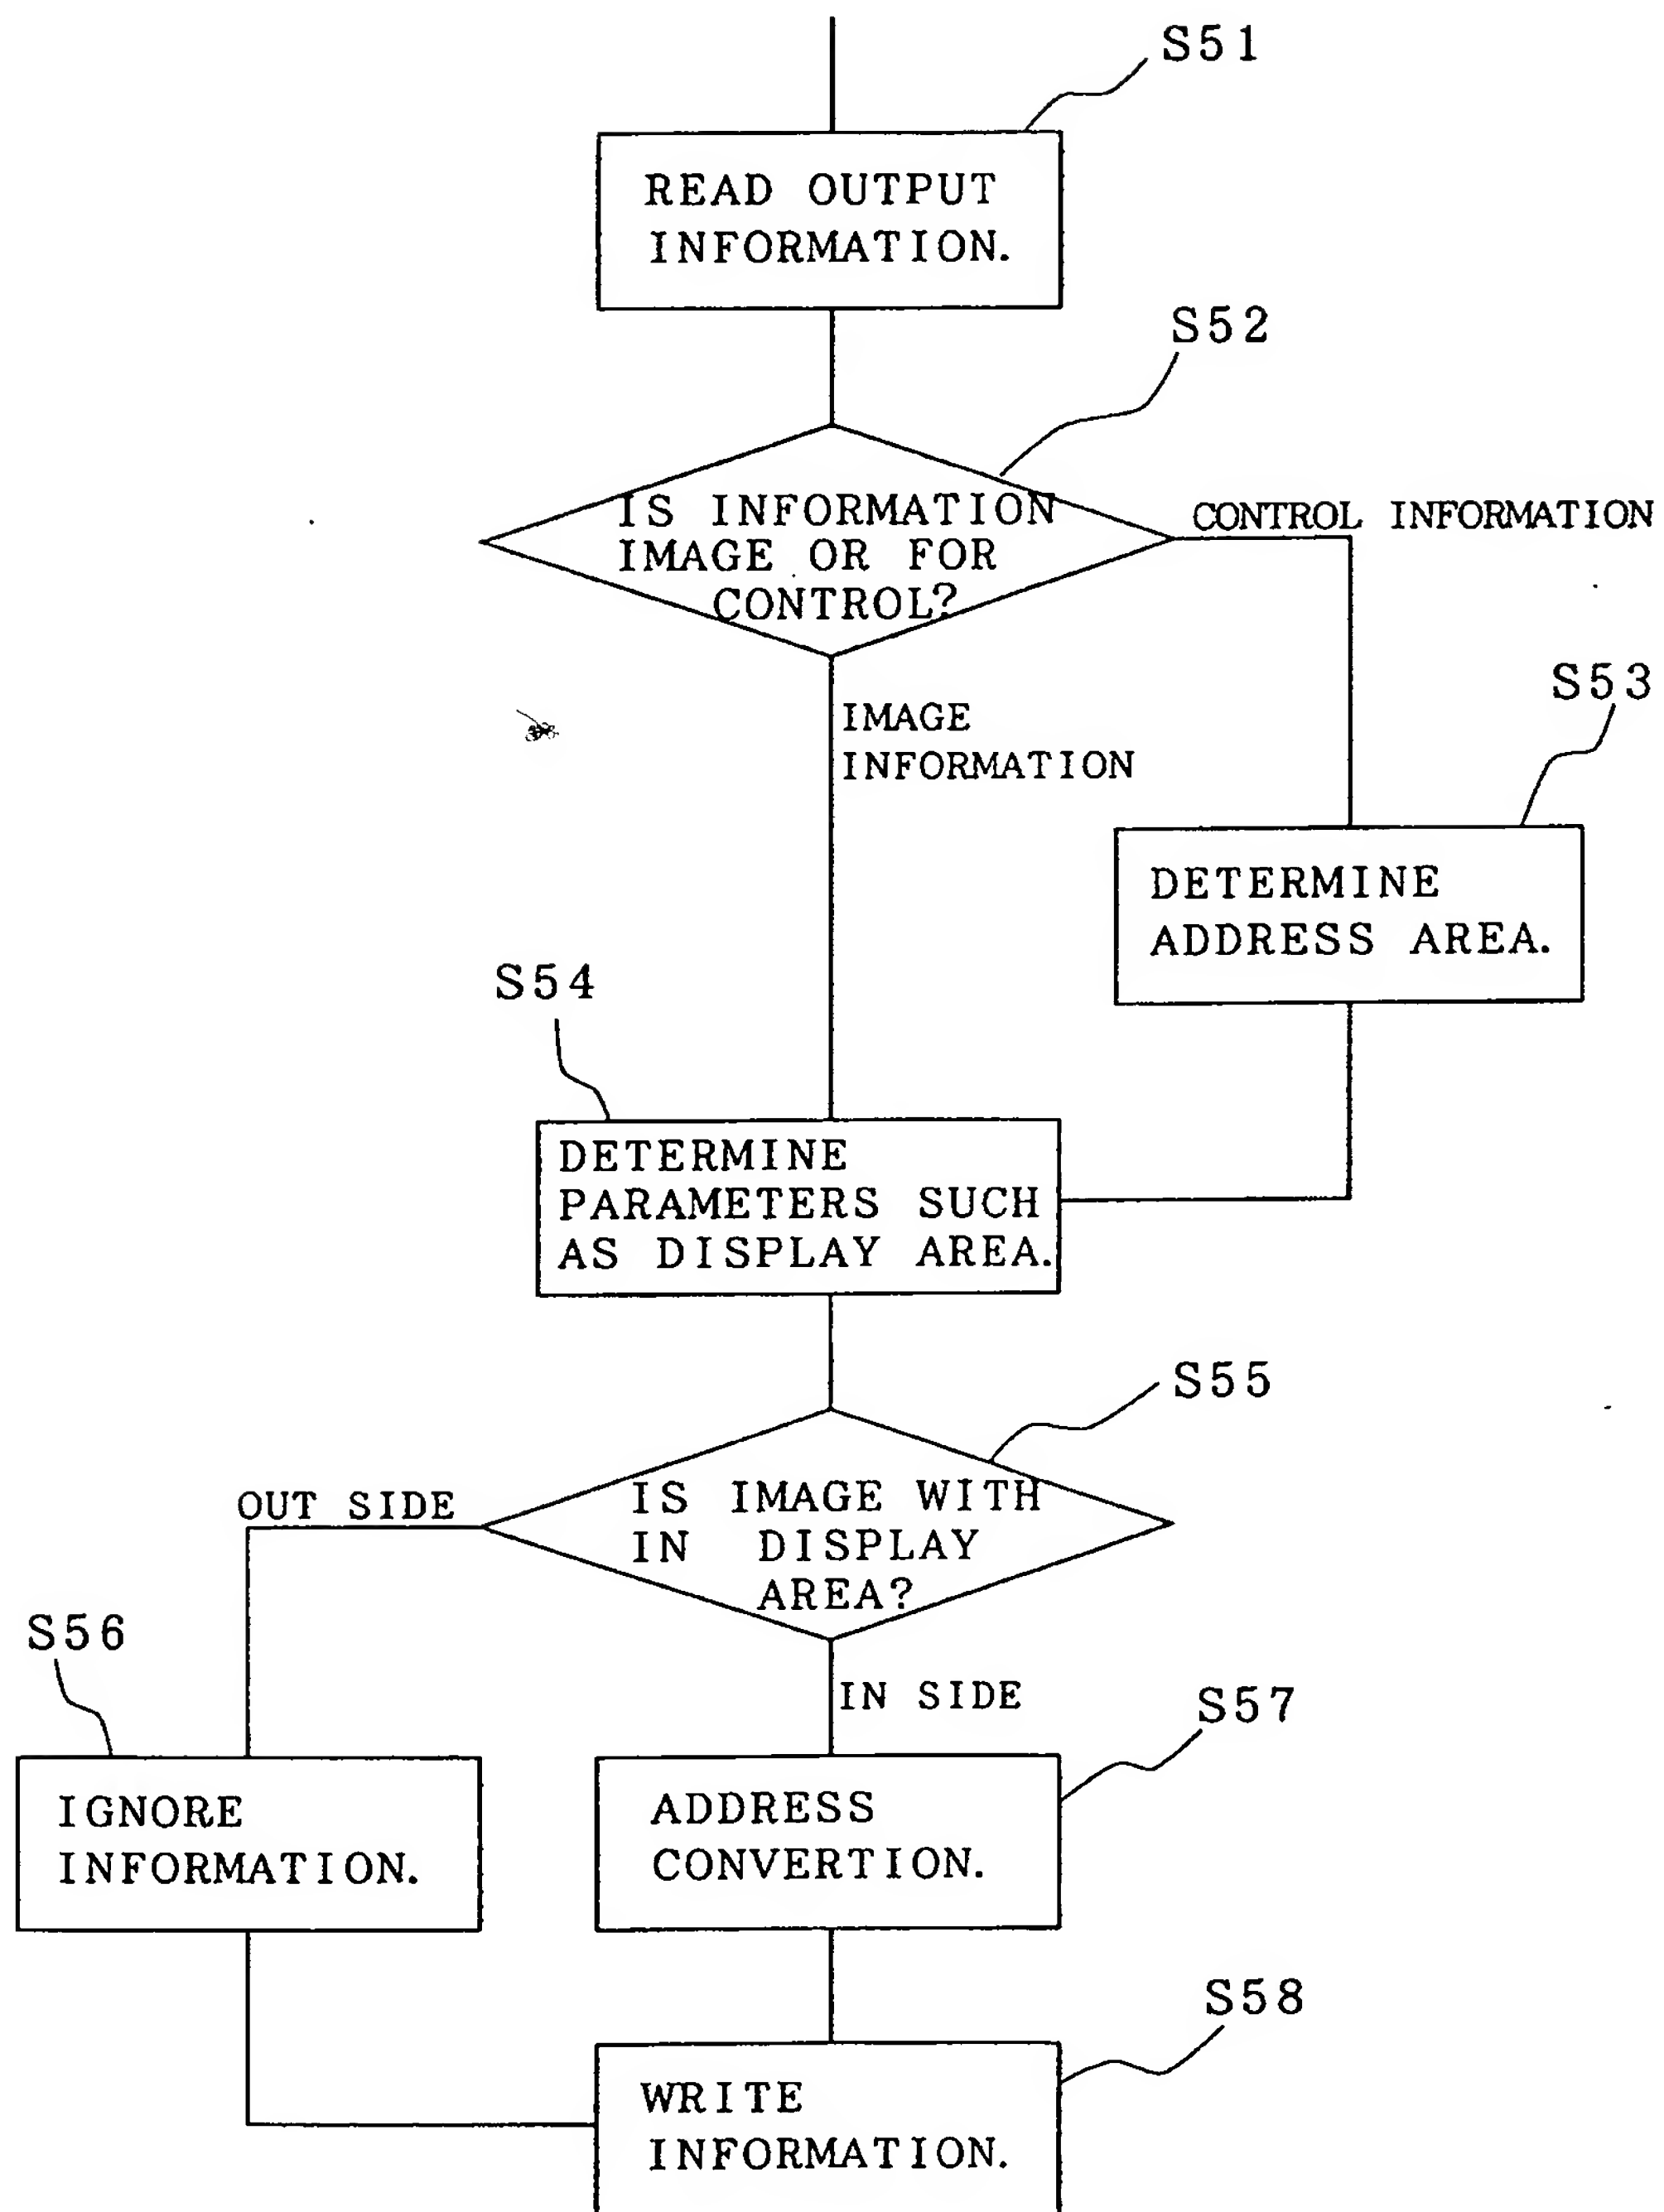 S51
READ OUTPUT
INFORMATION.
S52
IS INFORMATION
IMAGE OR FOR
CONTROL?
CONTROL INFORMATION
IMAGE
INFORMATION
S53
DETERMINE
ADDRESS AREA.
S54
DETERMINE
PARAMETERS SUCH
AS DISPLAY AREA.
S55
IS IMAGE WITH
IN DISPLAY
AREA?
OUT SIDE
IN SIDE
S56
IGNORE
INFORMATION.
S57
ADDRESS
CONVERTION.
S58
WRITE
INFORMATION.